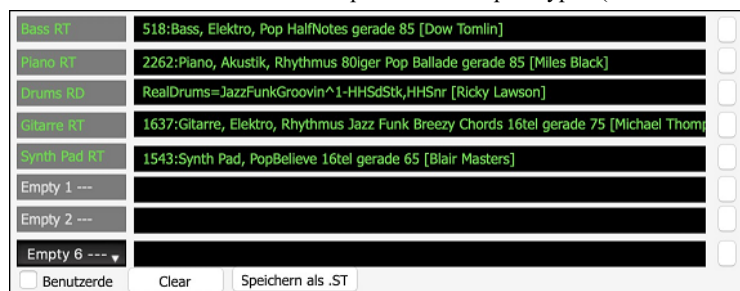 Bass RT 518:Bass, Elektro, Pop HalfNotes gerade 85 [Dow Tomlin]
Piano RT 2262:Piano, Akustik, Rhythmus 80iger Pop Ballade gerade 85 [Miles Black]
Drums RD RealDrums=JazzFunkGroovin^1-HHSdStk,HHSnr [Ricky Lawson]
Gitarre RT 1637:Gitarre, Elektro, Rhythmus Jazz Funk Breezy Chords 16tel gerade 75 [Michael Thomp
Synth Pad RT 1543:Synth Pad, PopBelieve 16tel gerade 65 [Blair Masters]
Empty 1 ---
Empty 2 ---
Empty 6 ---
Benutzerde Clear Speichern als .ST